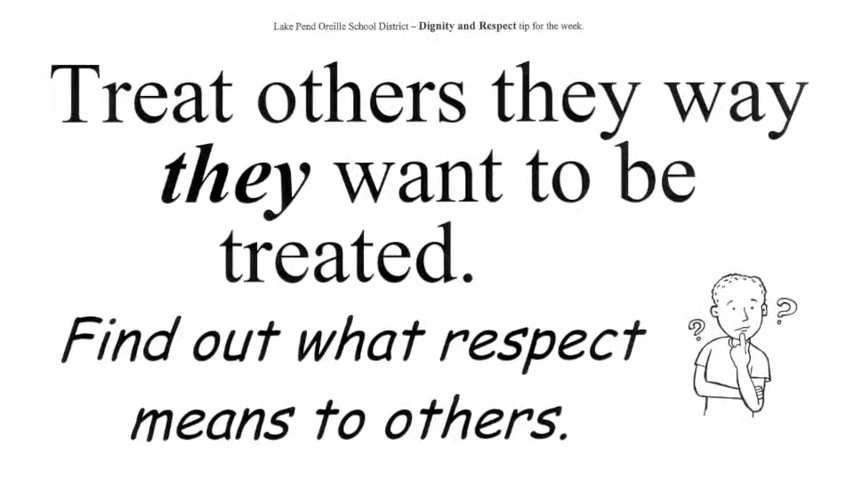 Lake Pend Oreille School District – Dignity and Respect tip for the week.
Treat others they way
they want to be
treated.
Find out what respect
means to others.
? ?